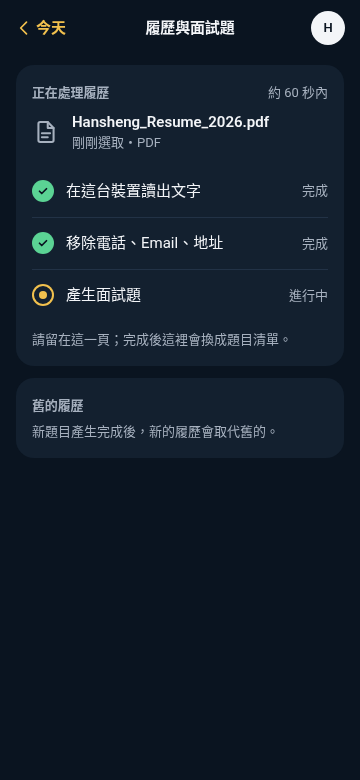 今天
履歷與面試題
H
正在處理履歷
約 60 秒內
Hansheng_Resume_2026.pdf
剛剛選取・PDF
在這台裝置讀出文字
完成
移除電話、Email、地址
完成
產生面試題
進行中
請留在這一頁；完成後這裡會換成題目清單。
舊的履歷
新題目產生完成後，新的履歷會取代舊的。